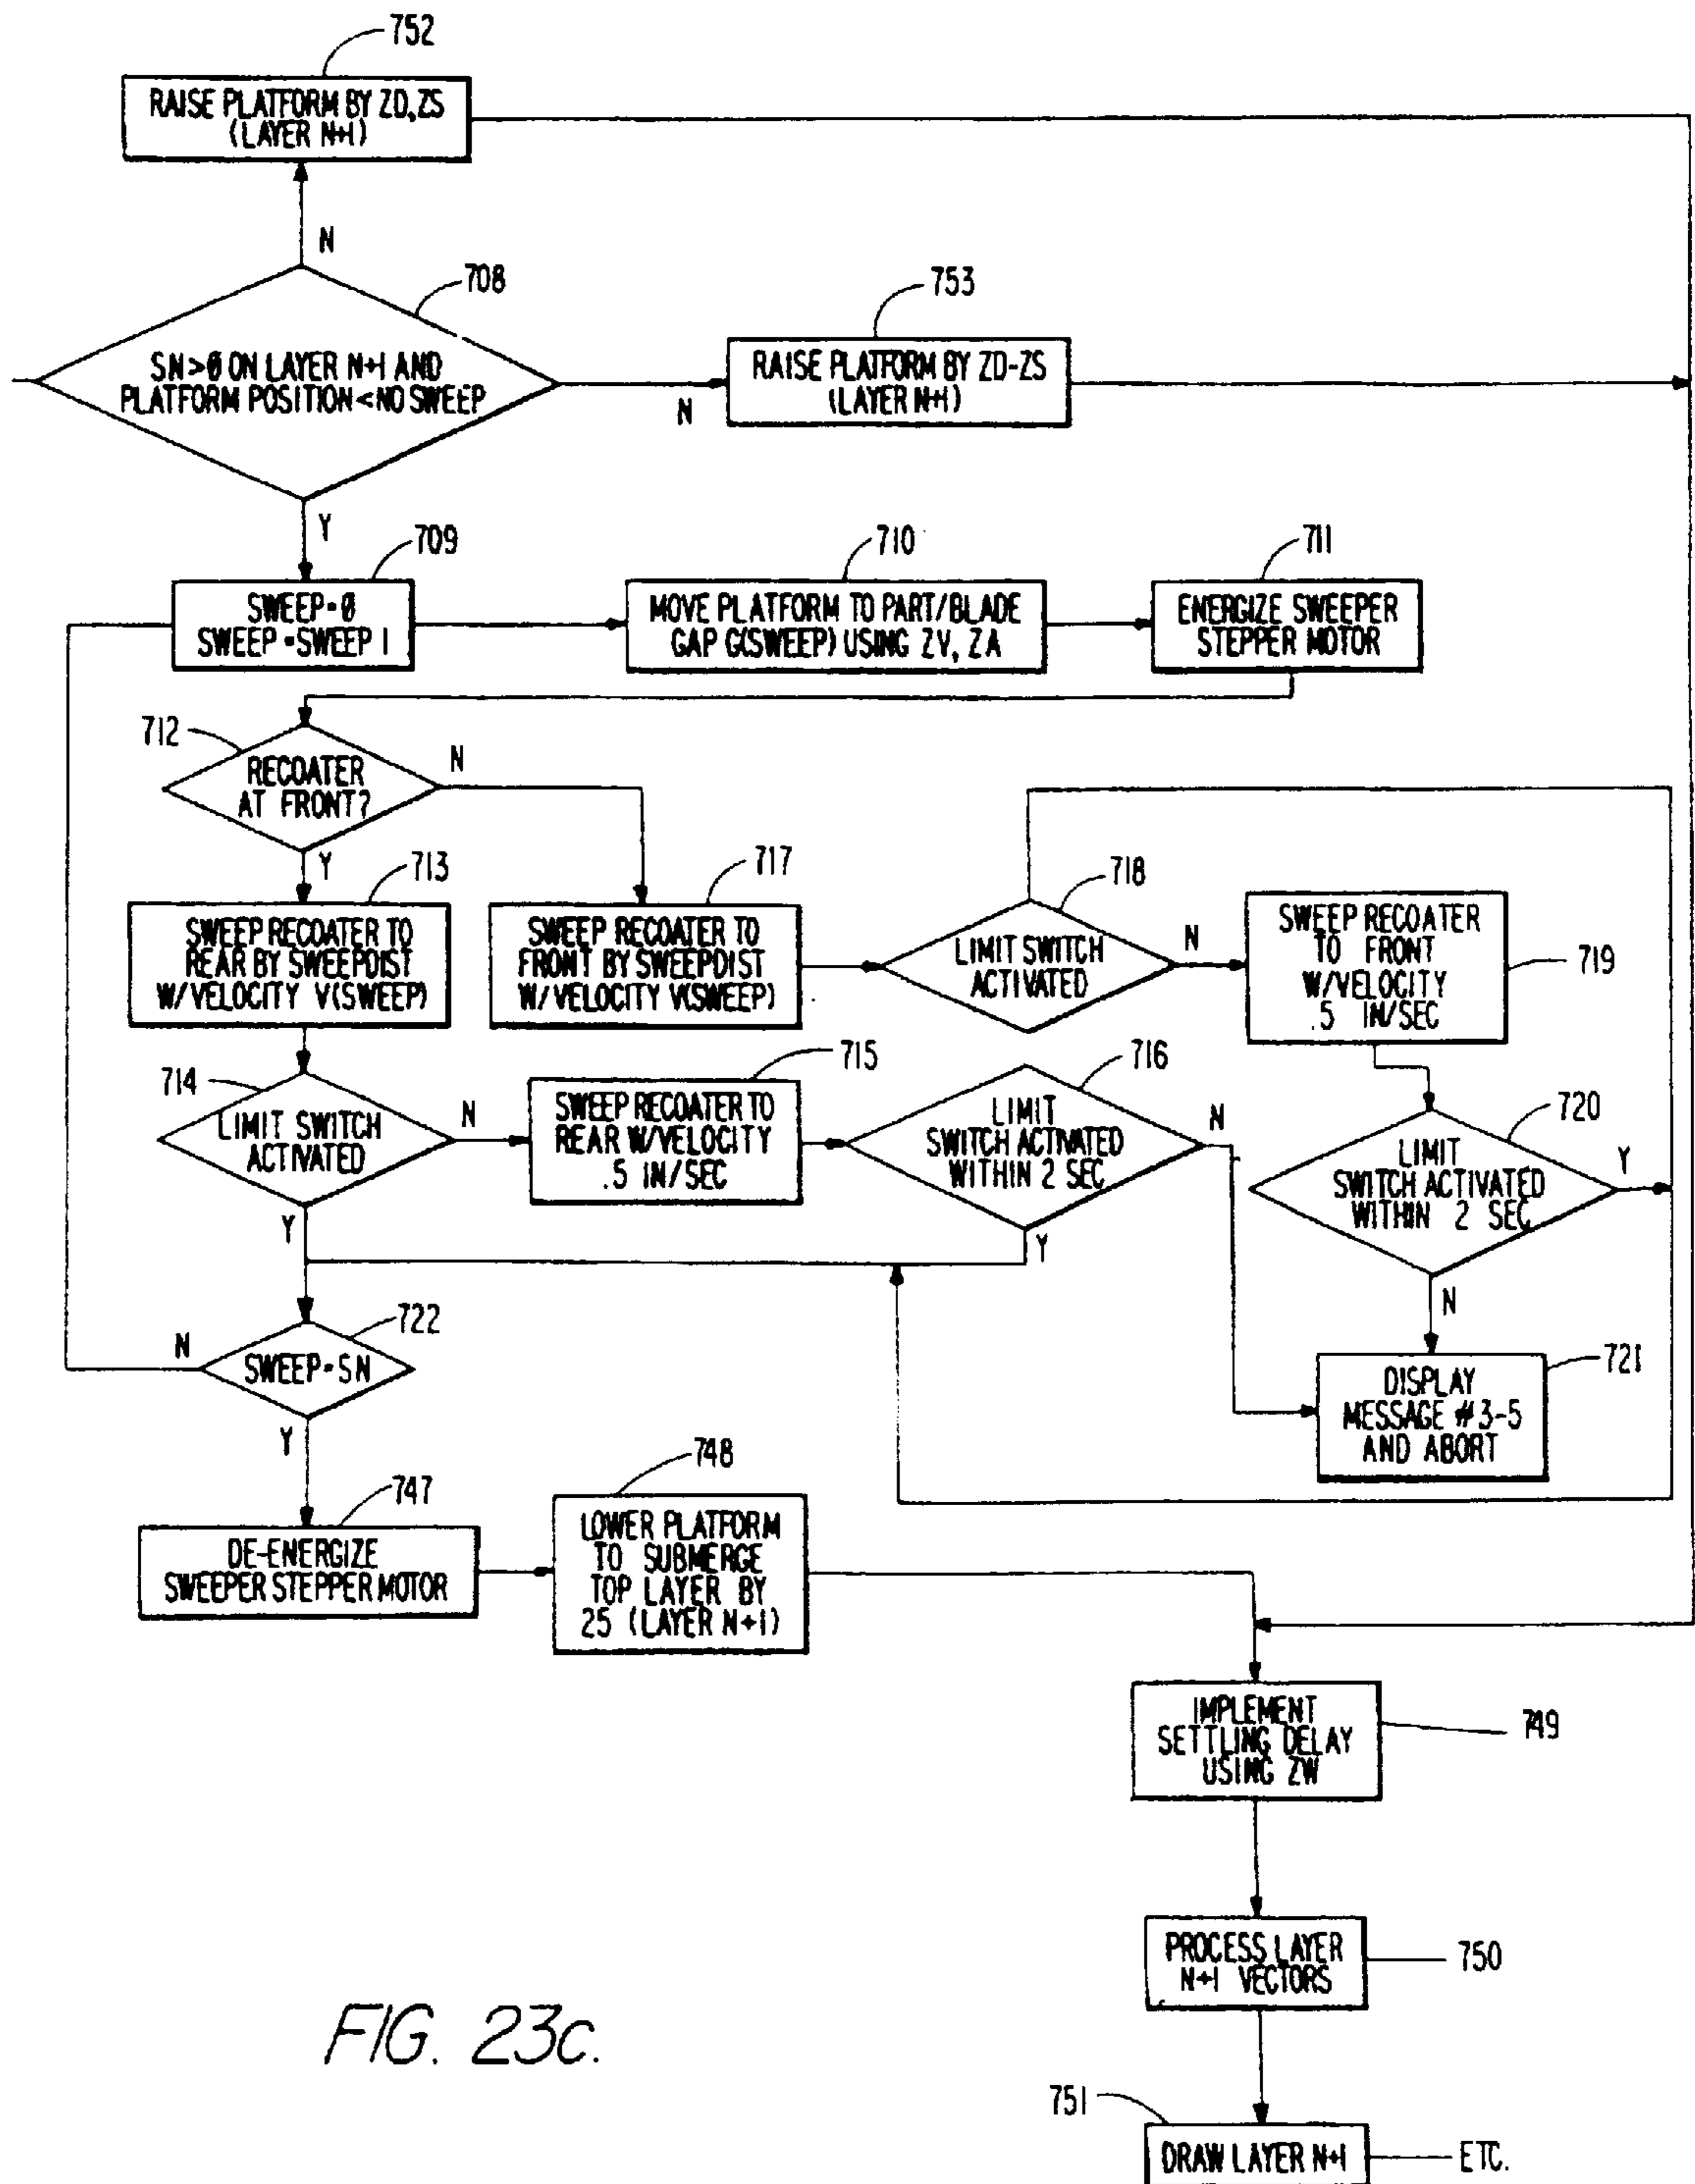 752
RAISE PLATFORM BY ZD,ZS
(LAYER N+1)
N
708
SN>0 ON LAYER N+1 AND
PLATFORM POSITION<NO SWEEP
753
RAISE PLATFORM BY ZD-ZS
(LAYER N+1)
N
Y
709
SWEEP=0
SWEEP=SWEEP 1
710
MOVE PLATFORM TO PART/BLADE
GAP G(SWEEP) USING ZV, ZA
711
ENERGIZE SWEEPER
STEPPER MOTOR
712
RECOATER
AT FRONT?
N
Y
713
SWEEP RECOATER TO
REAR BY SWEEPDIST
W/VELOCITY V(SWEEP)
717
SWEEP RECOATER TO
FRONT BY SWEEPDIST
W/VELOCITY V(SWEEP)
718
LIMIT SWITCH
ACTIVATED
N
SWEEP RECOATER
TO FRONT
W/VELOCITY
.5 IN/SEC
719
714
LIMIT SWITCH
ACTIVATED
N
Y
715
SWEEP RECOATER TO
REAR W/VELOCITY
.5 IN/SEC
716
LIMIT
SWITCH ACTIVATED
WITHIN 2 SEC
N
Y
720
LIMIT
SWITCH ACTIVATED
WITHIN 2 SEC
Y
N
722
SWEEP=SN
N
Y
721
DISPLAY
MESSAGE #3-5
AND ABORT
747
DE-ENERGIZE
SWEEPER STEPPER MOTOR
748
LOWER PLATFORM
TO SUBMERGE
TOP LAYER BY
25 (LAYER N+1)
IMPLEMENT
SETTLING DELAY
USING ZW
749
PROCESS LAYER
N+1 VECTORS
750
751
DRAW LAYER N+1
ETC.
FIG. 23c.